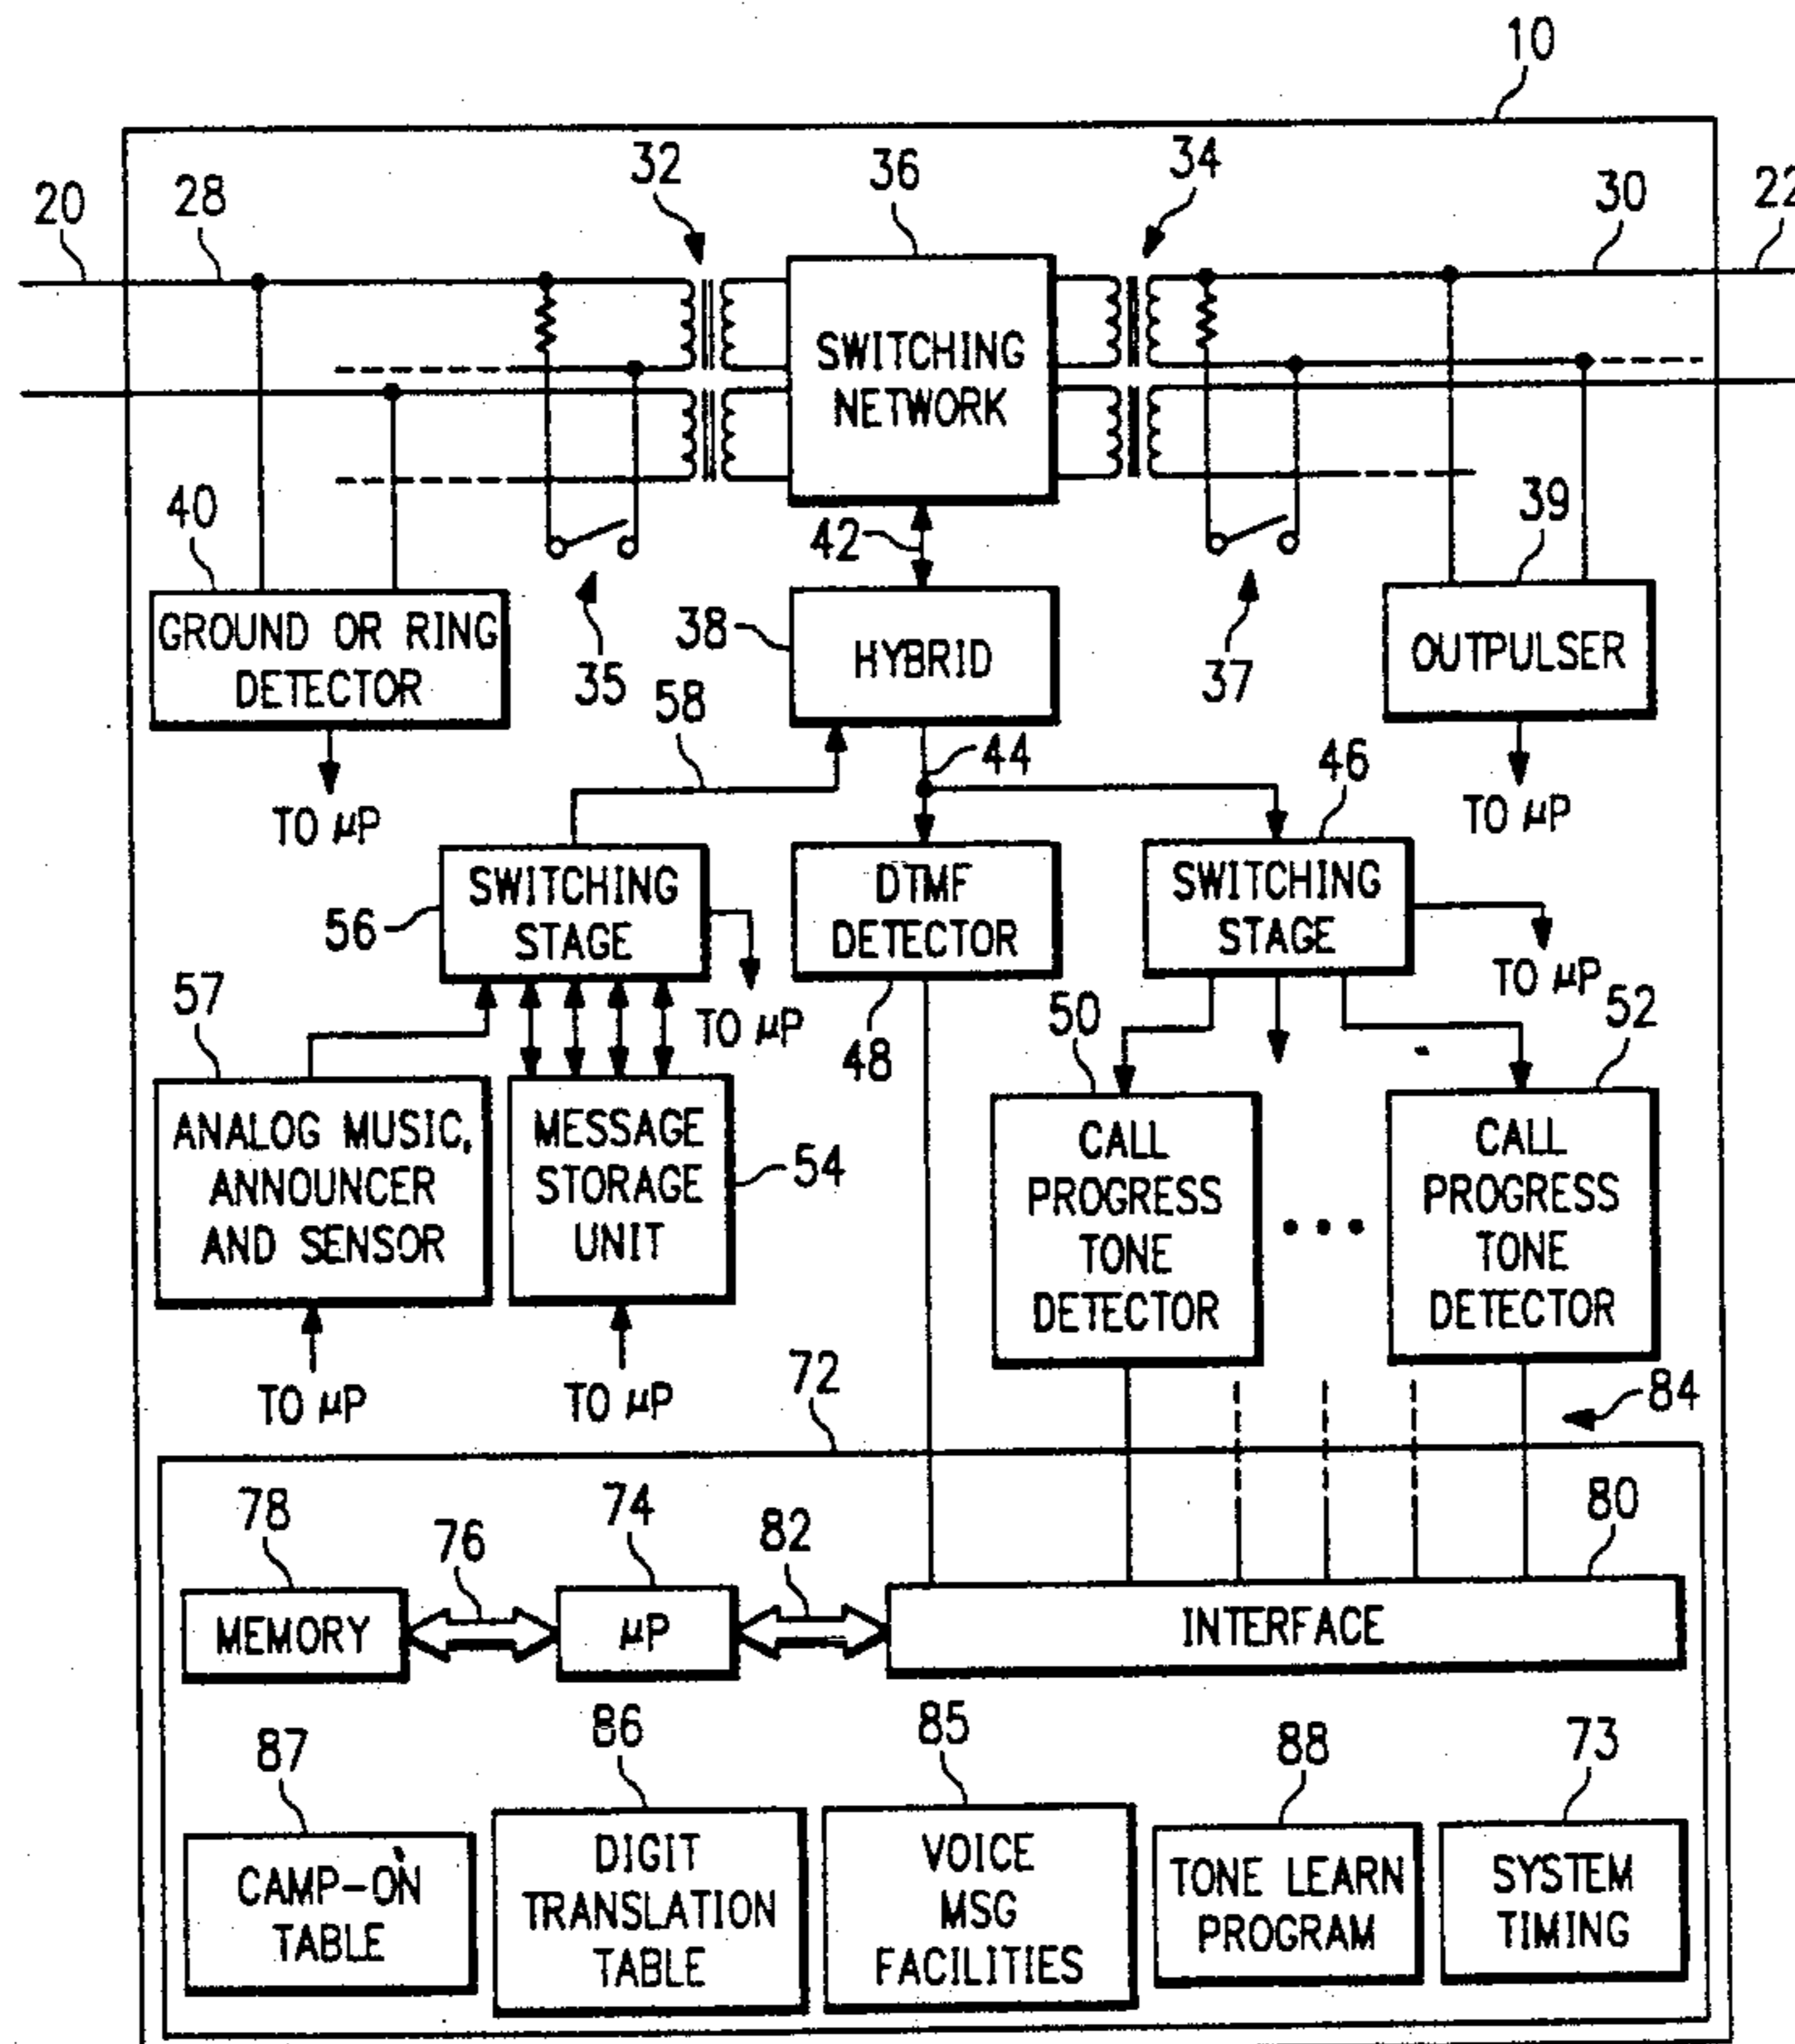 10
20
28
32
36
34
30
22
SWITCHING
NETWORK
40
42
39
GROUND OR RING
DETECTOR
35
38
HYBRID
37
OUTPULSER
58
44
46
TO μP
TO μP
56
SWITCHING
STAGE
DTMF
DETECTOR
SWITCHING
STAGE
57
TO μP
48
50
TO μP
52
ANALOG MUSIC,
ANNOUNCER
AND SENSOR
MESSAGE
STORAGE
UNIT
54
CALL
PROGRESS
TONE
DETECTOR
• • •
CALL
PROGRESS
TONE
DETECTOR
TO μP
TO μP
72
84
78
76
74
82
80
MEMORY
μP
INTERFACE
87
86
85
88
73
CAMP-ON
TABLE
DIGIT
TRANSLATION
TABLE
VOICE
MSG
FACILITIES
TONE LEARN
PROGRAM
SYSTEM
TIMING